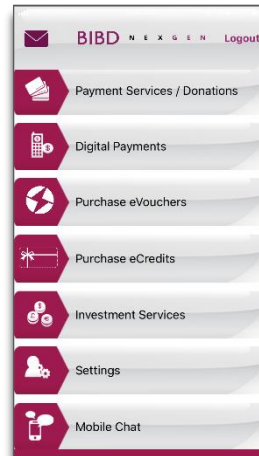 BIBD NEXGEN Logout
Payment Services / Donations
Digital Payments
Purchase eVouchers
Purchase eCredits
Investment Services
Settings
Mobile Chat